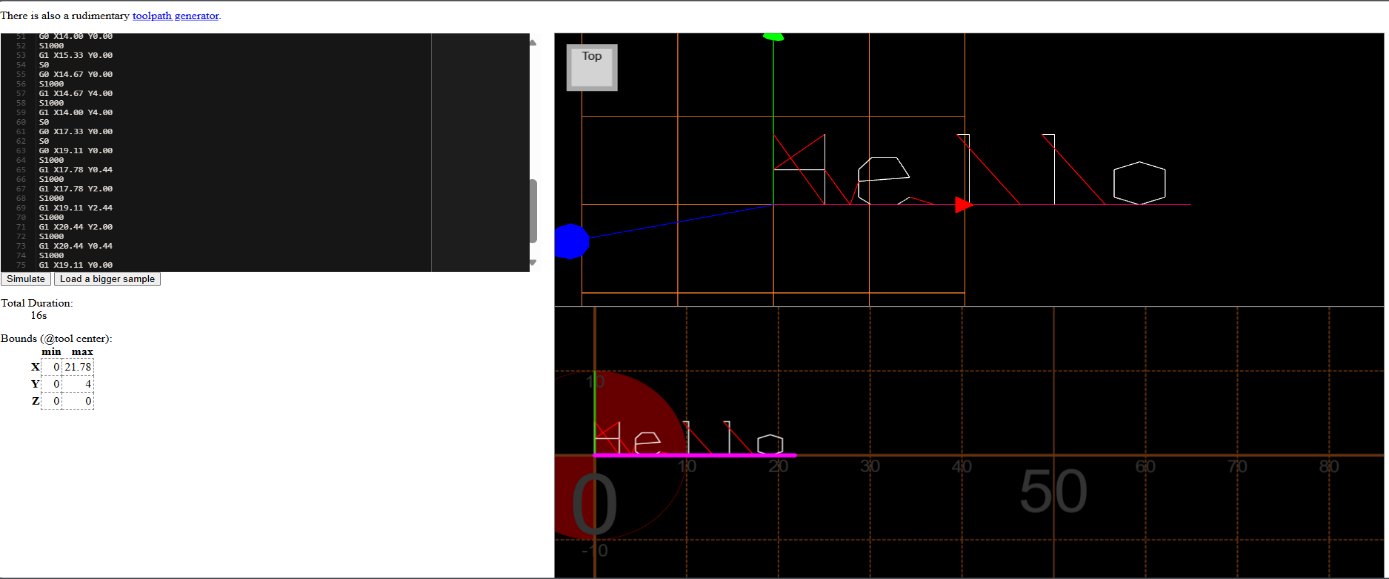 There is also a rudimentary toolpath generator.
51 G0 X14.00 Y0.00
52 S1000
53 G1 X15.33 Y0.00
54 S0
55 G0 X14.67 Y0.00
56 S1000
57 G1 X14.67 Y4.00
58 S1000
59 G1 X14.00 Y4.00
60 S0
61 G0 X17.33 Y0.00
62 S0
63 G0 X19.11 Y0.00
64 S1000
65 G1 X17.78 Y0.44
66 S1000
67 G1 X17.78 Y2.00
68 S1000
69 G1 X19.11 Y2.44
70 S1000
71 G1 X20.44 Y2.00
72 S1000
73 G1 X20.44 Y0.44
74 S1000
75 G1 X19.11 Y0.00
Simulate Load a bigger sample
Total Duration:
16s
Bounds (@tool center):
min max
X 0 21.78
Y 0 4
Z 0 0
Top
Hello
10
Hello
10 20 30 40 60 70 80
0 50
-10